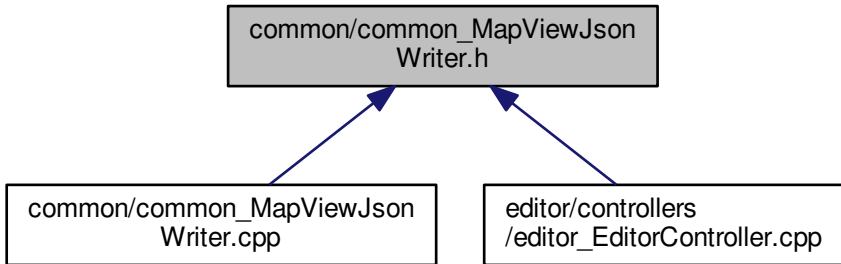 common/common_MapViewJson
Writer.h
common/common_MapViewJson
Writer.cpp
editor/controllers
/editor_EditorController.cpp